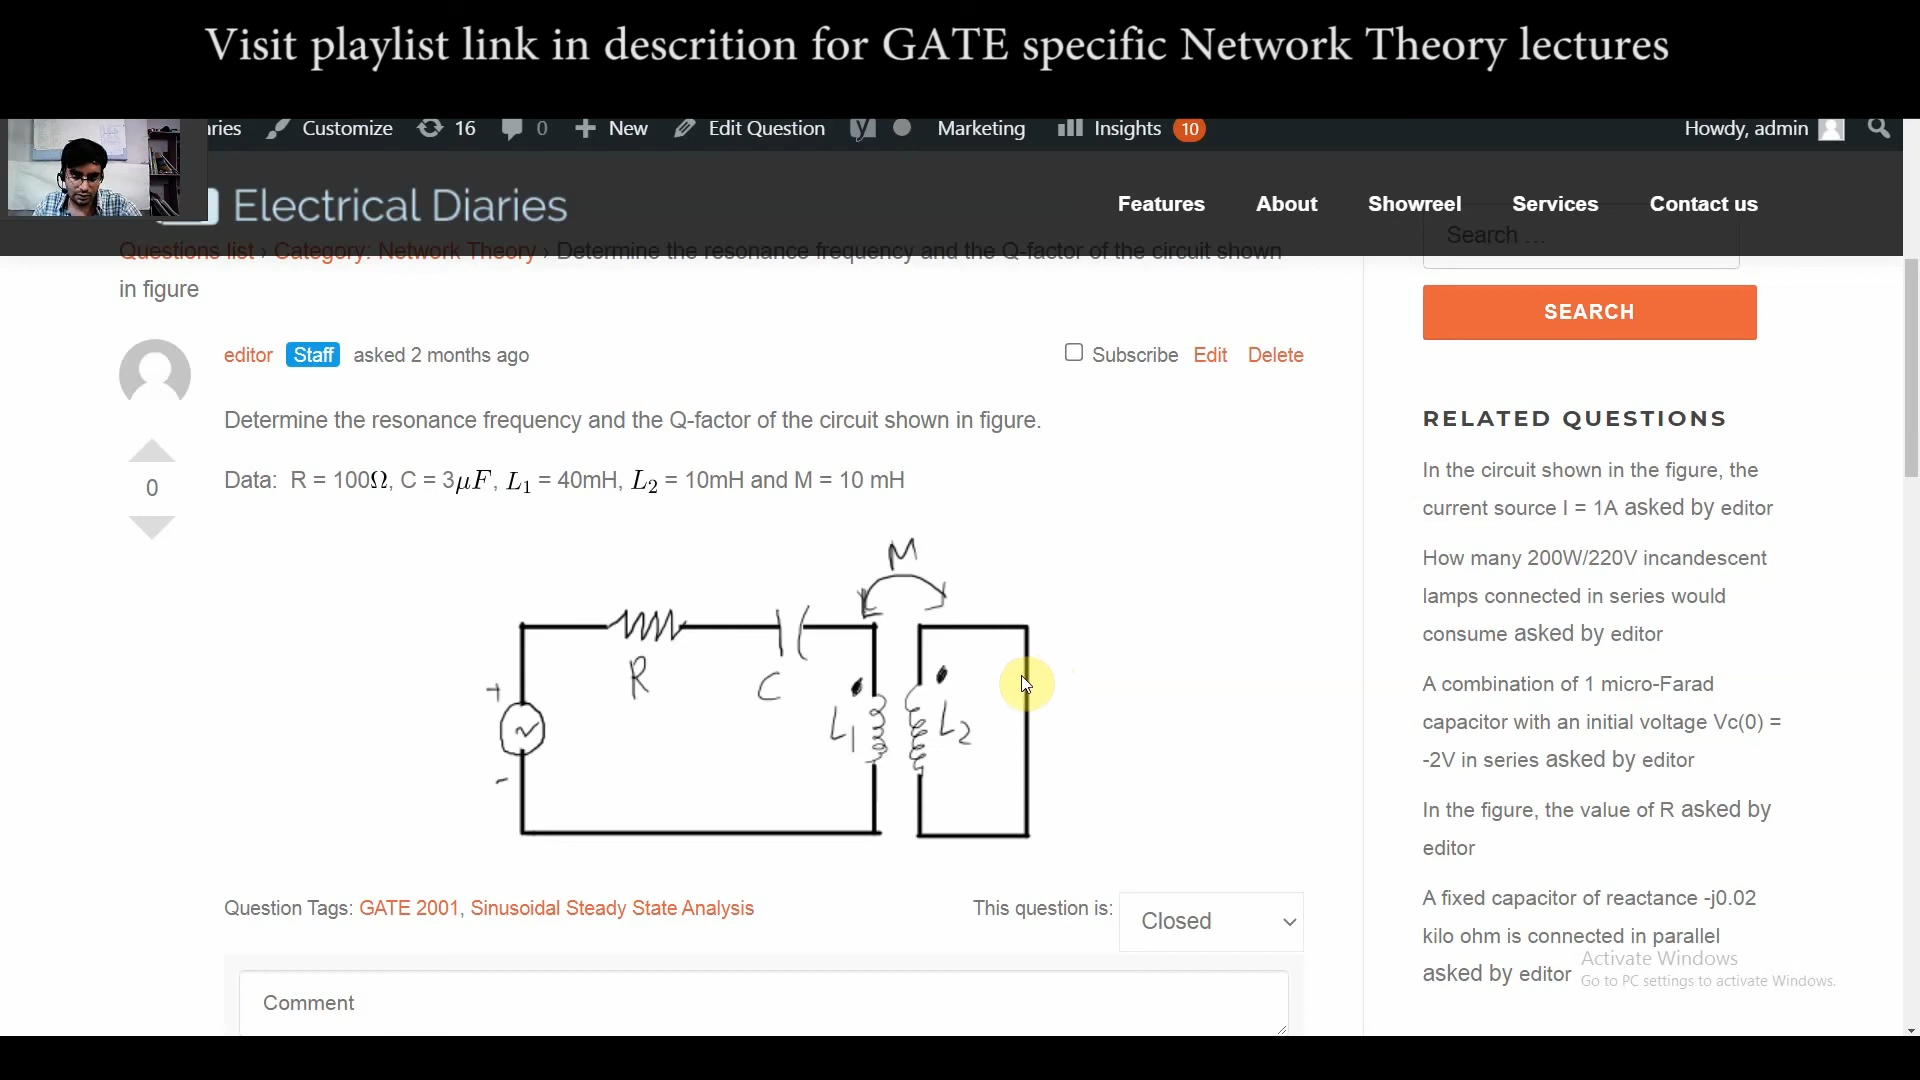 Visit playlist link in descrition for GATE specific Network Theory lectures
ries Customize 16 0 New Edit Question Marketing Insights 10 Howdy, admin
Electrical Diaries Features About Showreel Services Contact us
Questions list › Category: Network Theory › Determine the resonance frequency and the Q-factor of the circuit shown
in figure
editor Staff asked 2 months ago Subscribe Edit Delete
0
Determine the resonance frequency and the Q-factor of the circuit shown in figure.
Data: R = 100Ω, C = 3μF, L₁ = 40mH, L₂ = 10mH and M = 10 mH
M
R
C
L1
L2
+
-
Question Tags: GATE 2001, Sinusoidal Steady State Analysis
This question is: Closed
Comment
Search ...
SEARCH
RELATED QUESTIONS
In the circuit shown in the figure, the
current source I = 1A asked by editor
How many 200W/220V incandescent
lamps connected in series would
consume asked by editor
A combination of 1 micro-Farad
capacitor with an initial voltage Vc(0) =
-2V in series asked by editor
In the figure, the value of R asked by
editor
A fixed capacitor of reactance -j0.02
kilo ohm is connected in parallel
asked by editor
Activate Windows
Go to PC settings to activate Windows.